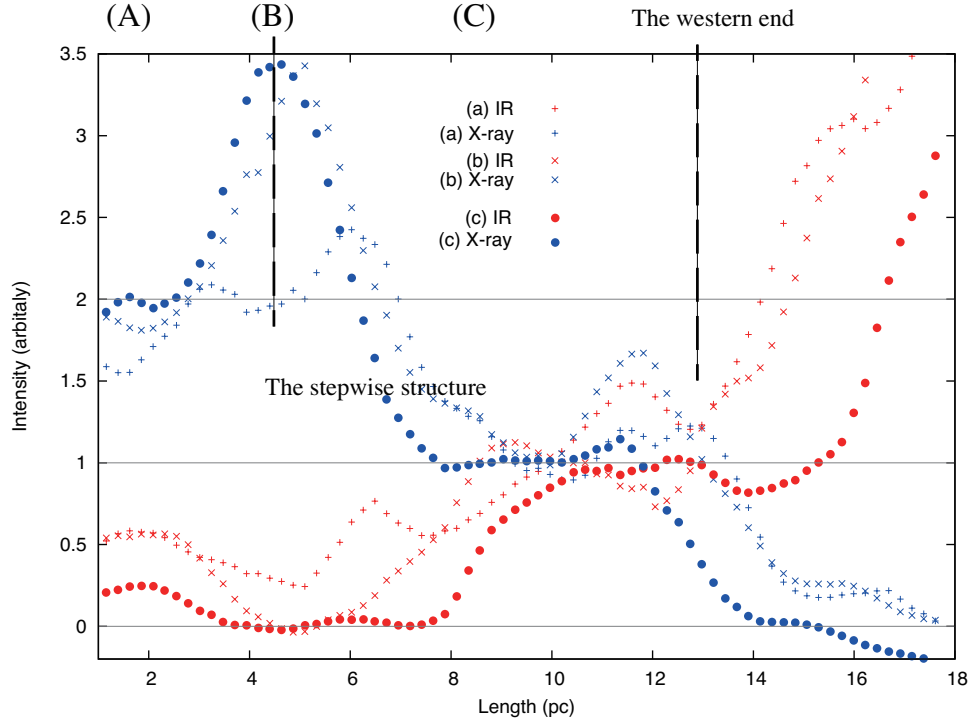 (A)
(B)
(C)
The western end
3.5
3
2.5
2
1.5
1
0.5
0
Intensity (arbitaly)
(a) IR
(a) X-ray
(b) IR
(b) X-ray
(c) IR
(c) X-ray
The stepwise structure
2
4
6
8
10
12
14
16
18
Length (pc)